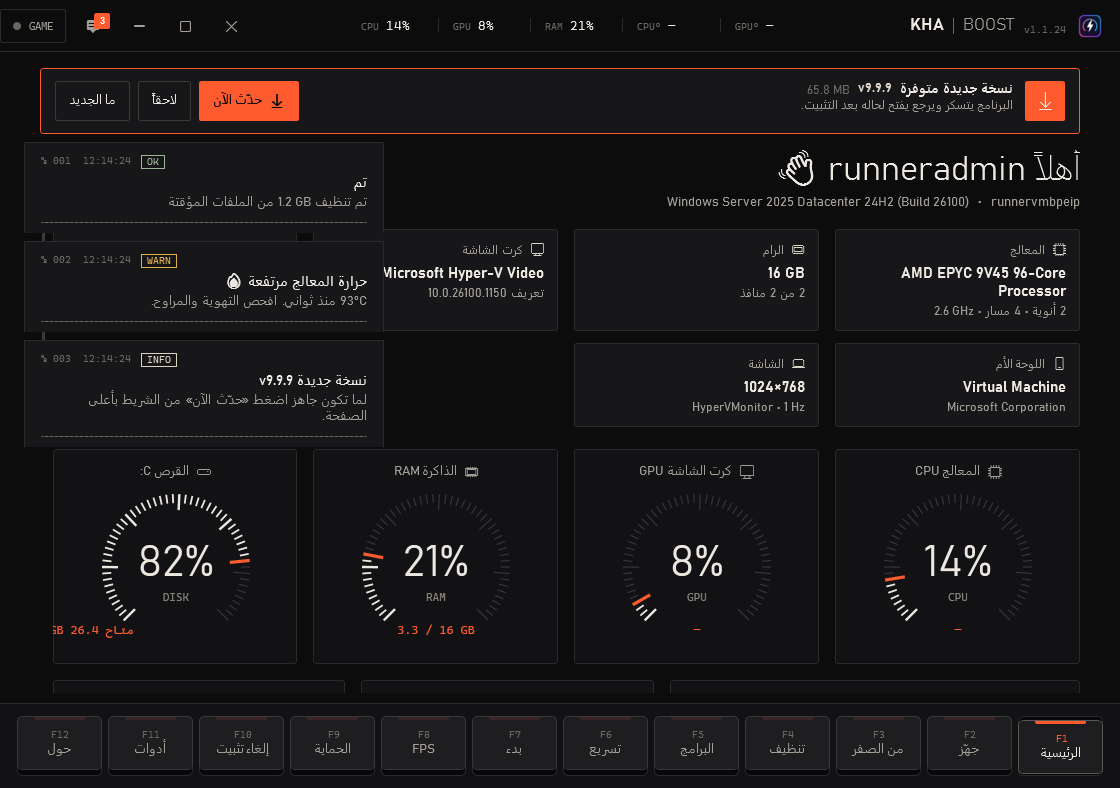 KHA | BOOST v1.1.24
CPU 14% GPU 8% RAM 21% CPU° — GPU° —
3
GAME
نسخة جديدة متوفرة v9.9.9 65.8 MB
البرنامج يتسكر ويرجع يفتح لحاله بعد التثبيت.
حدّث الآن
لاحقاً
ما الجديد
أهلاً runneradmin
Windows Server 2025 Datacenter 24H2 (Build 26100) • runnervmbpeip
№ 001 12:14:24 OK
تم
تم تنظيف 1.2 GB من الملفات المؤقتة
№ 002 12:14:24 WARN
حرارة المعالج مرتفعة
93°C منذ ثواني. افحص التهوية والمراوح.
№ 003 12:14:24 INFO
نسخة جديدة v9.9.9
لما تكون جاهز اضغط «حدّث الآن» من الشريط بأعلى
الصفحة.
المعالج
AMD EPYC 9V45 96-Core
Processor
2 أنوية • 4 مسار • 2.6 GHz
الرام
16 GB
2 من 2 منافذ
كرت الشاشة
Microsoft Hyper-V Video
تعريف 10.0.26100.1150
اللوحة الأم
Virtual Machine
Microsoft Corporation
الشاشة
1024×768
HyperVMonitor • 1 Hz
المعالج CPU
14%
CPU
—
كرت الشاشة GPU
8%
GPU
—
الذاكرة RAM
21%
RAM
3.3 / 16 GB
القرص C:
82%
DISK
متاح 26.4 GB
F1
الرئيسية
F2
جهّز
F3
من الصفر
F4
تنظيف
F5
البرامج
F6
تسريع
F7
بدء
F8
FPS
F9
الحماية
F10
إلغاء تثبيت
F11
أدوات
F12
حول